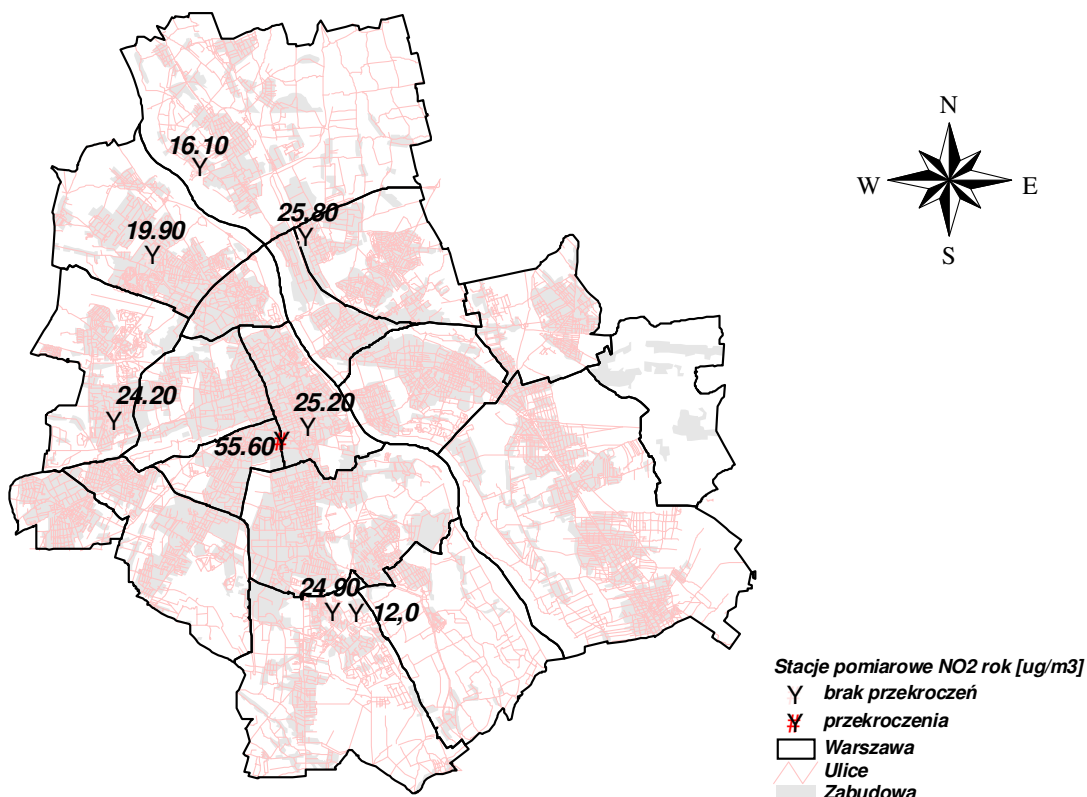 N
16.10
W
E
25.80
19.90
S
24.20
25.20
55.60
24.90
12,0
Stacje pomiarowe NO2 rok [ug/m3]
brak przekroczeń
przekroczenia
Warszawa
Ulice
Zabudowa